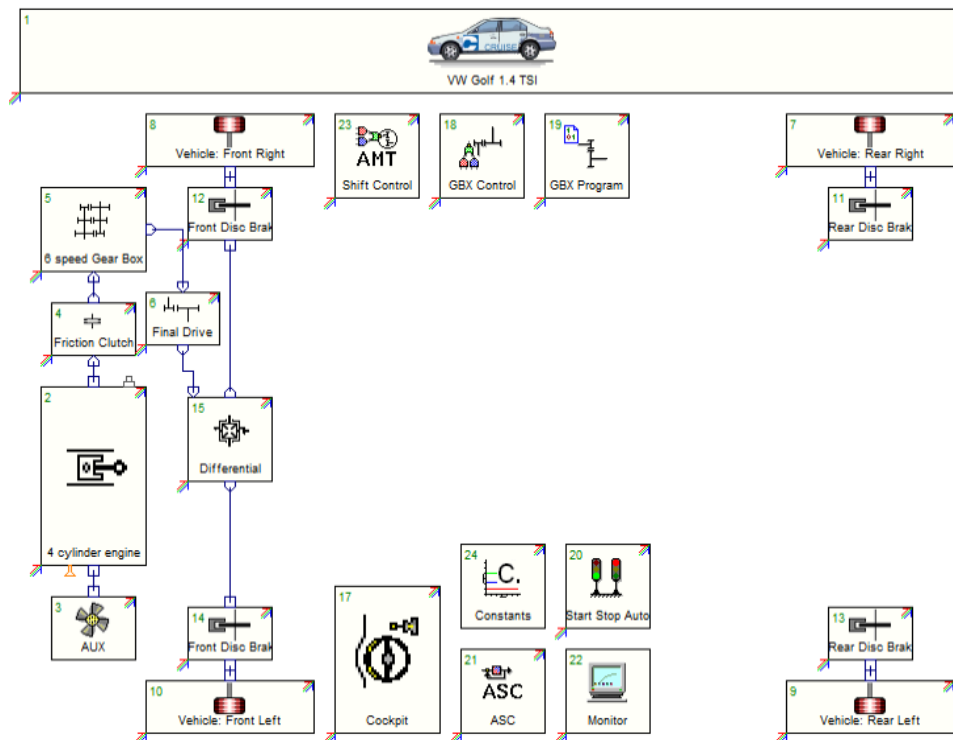 1
CRUISE
VW Golf 1.4 TSI
8
Vehicle: Front Right
23
AMT
Shift Control
18
GBX Control
19
GBX Program
7
Vehicle: Rear Right
5
6 speed Gear Box
12
Front Disc Brak
11
Rear Disc Brak
4
Friction Clutch
6
Final Drive
2
4 cylinder engine
15
Differential
3
AUX
14
Front Disc Brak
17
Cockpit
24
C.
Constants
20
Start Stop Auto
13
Rear Disc Brak
10
Vehicle: Front Left
21
ASC
ASC
22
Monitor
9
Vehicle: Rear Left